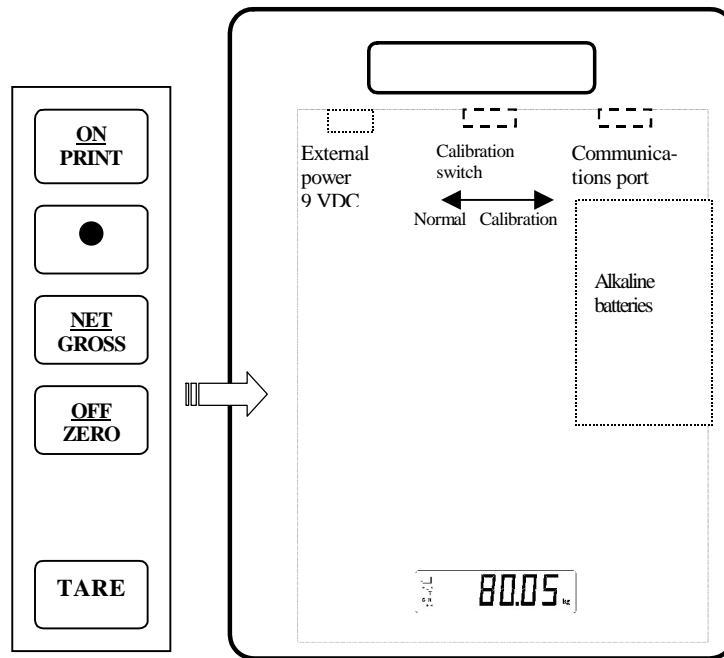 ON
PRINT
NET
GROSS
OFF
ZERO
TARE
External
power
9 VDC
Calibration
switch
Normal Calibration
Communica-
tions port
Alkaline
batteries
80.05 kg